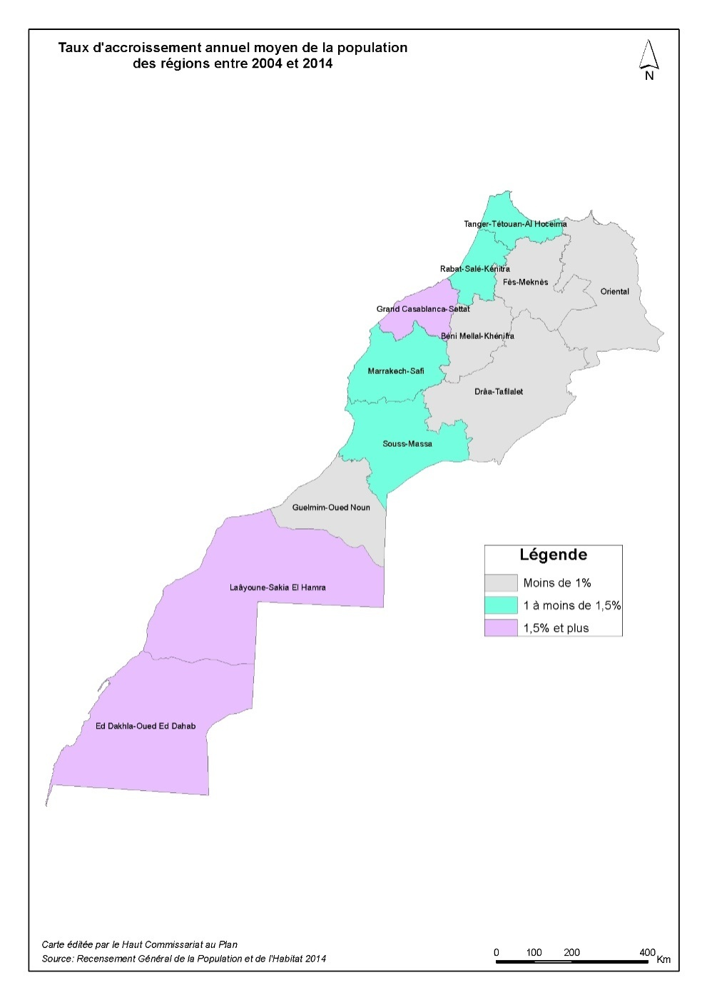 Taux d'accroissement annuel moyen de la population
des régions entre 2004 et 2014
N
Tanger-Tétouan-Al Hoceima
Rabat-Salé-Kénitra
Fès-Meknès
Oriental
Grand Casablanca-Settat
Béni Mellal-Khénifra
Marrakech-Safi
Drâa-Tafilalet
Souss-Massa
Guelmim-Oued Noun
Laâyoune-Sakia El Hamra
Ed Dakhla-Oued Ed Dahab
Légende
Moins de 1%
1 à moins de 1,5%
1,5% et plus
Carte éditée par le Haut Commissariat au Plan
Source: Recensement Général de la Population et de l'Habitat 2014
0 100 200 400 Km